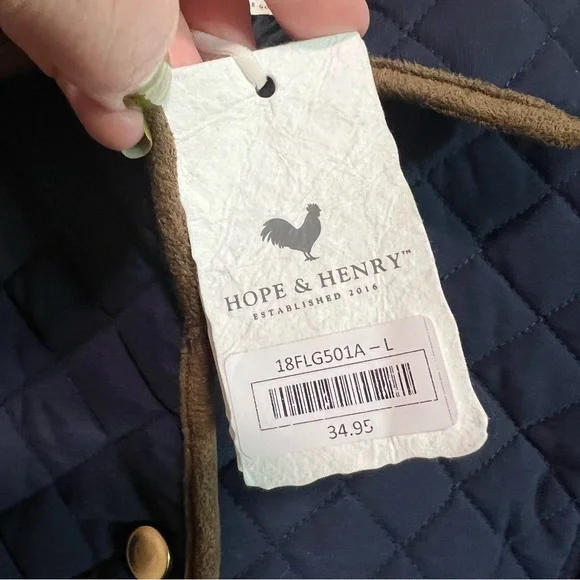 HOPE & HENRY™
ESTABLISHED 2016
18FLG501A – L
34.95